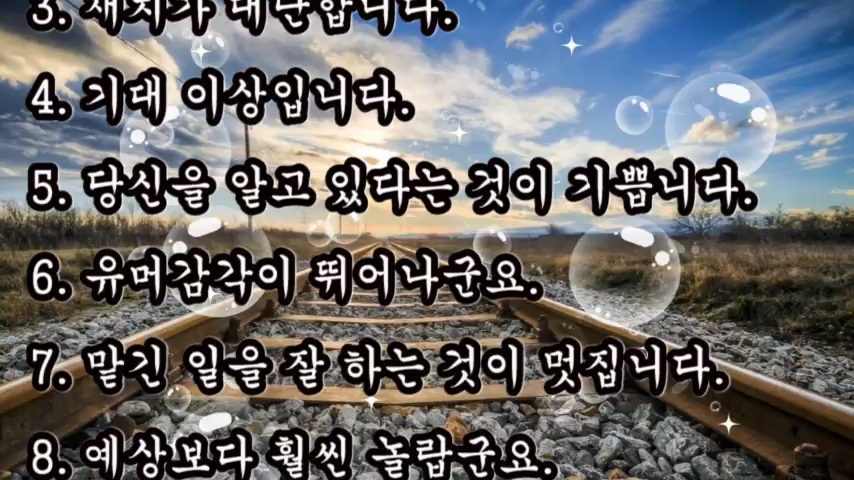 3. 재치가 대단합니다.
4. 기대 이상입니다.
5. 당신을 알고 있다는 것이 기쁩니다.
6. 유머감각이 뛰어나군요.
7. 맡긴 일을 잘 하는 것이 멋집니다.
8. 예상보다 훨씬 놀랍군요.